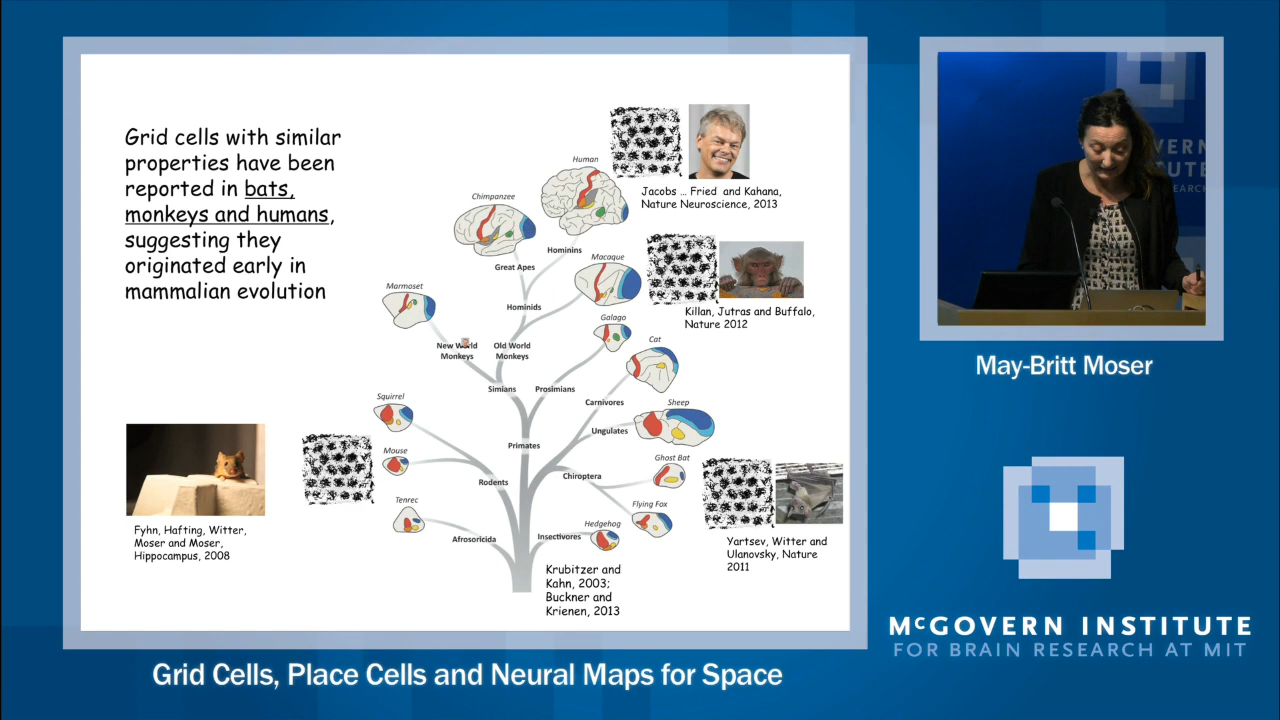 Grid cells with similar
properties have been
reported in bats,
monkeys and humans,
suggesting they
originated early in
mammalian evolution
Human
Jacobs ... Fried and Kahana,
Nature Neuroscience, 2013
Chimpanzee
Hominins
Great Apes
Macaque
Killan, Jutras and Buffalo,
Nature 2012
Marmoset
Hominids
Galago
New World
Monkeys
Old World
Monkeys
Cat
Simians
Prosimians
Carnivores
Squirrel
Sheep
Ungulates
Primates
Mouse
Ghost Bat
Rodents
Chiroptera
Tenrec
Flying Fox
Afrosoricida
Insectivores
Hedgehog
Fyhn, Hafting, Witter,
Moser and Moser,
Hippocampus, 2008
Yartsev, Witter and
Ulanovsky, Nature
2011
Krubitzer and
Kahn, 2003;
Buckner and
Krienen, 2013
VERN
UTE
EARCH
May-Britt Moser
McGOVERN INSTITUTE
FOR BRAIN RESEARCH AT MIT
Grid Cells, Place Cells and Neural Maps for Space